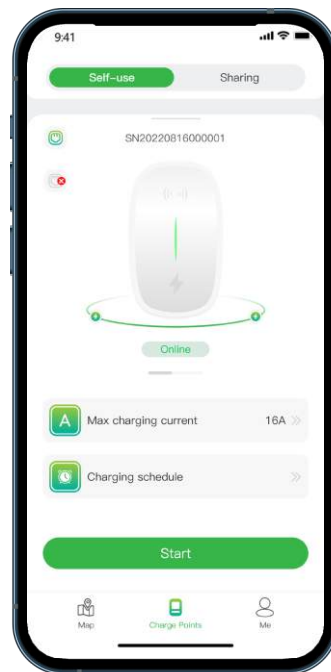 9:41
Self-use Sharing
SN20220816000001
Online
A Max charging current 16A
Charging schedule
Start
Map Charge Points Me